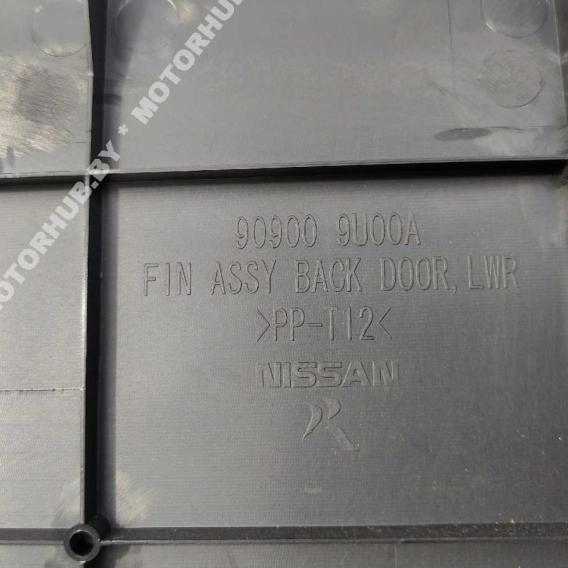 MOTORHUB.BY * MOTORHUB
90900 9U00A
FIN ASSY BACK DOOR, LWR
>PP-T12<
NISSAN